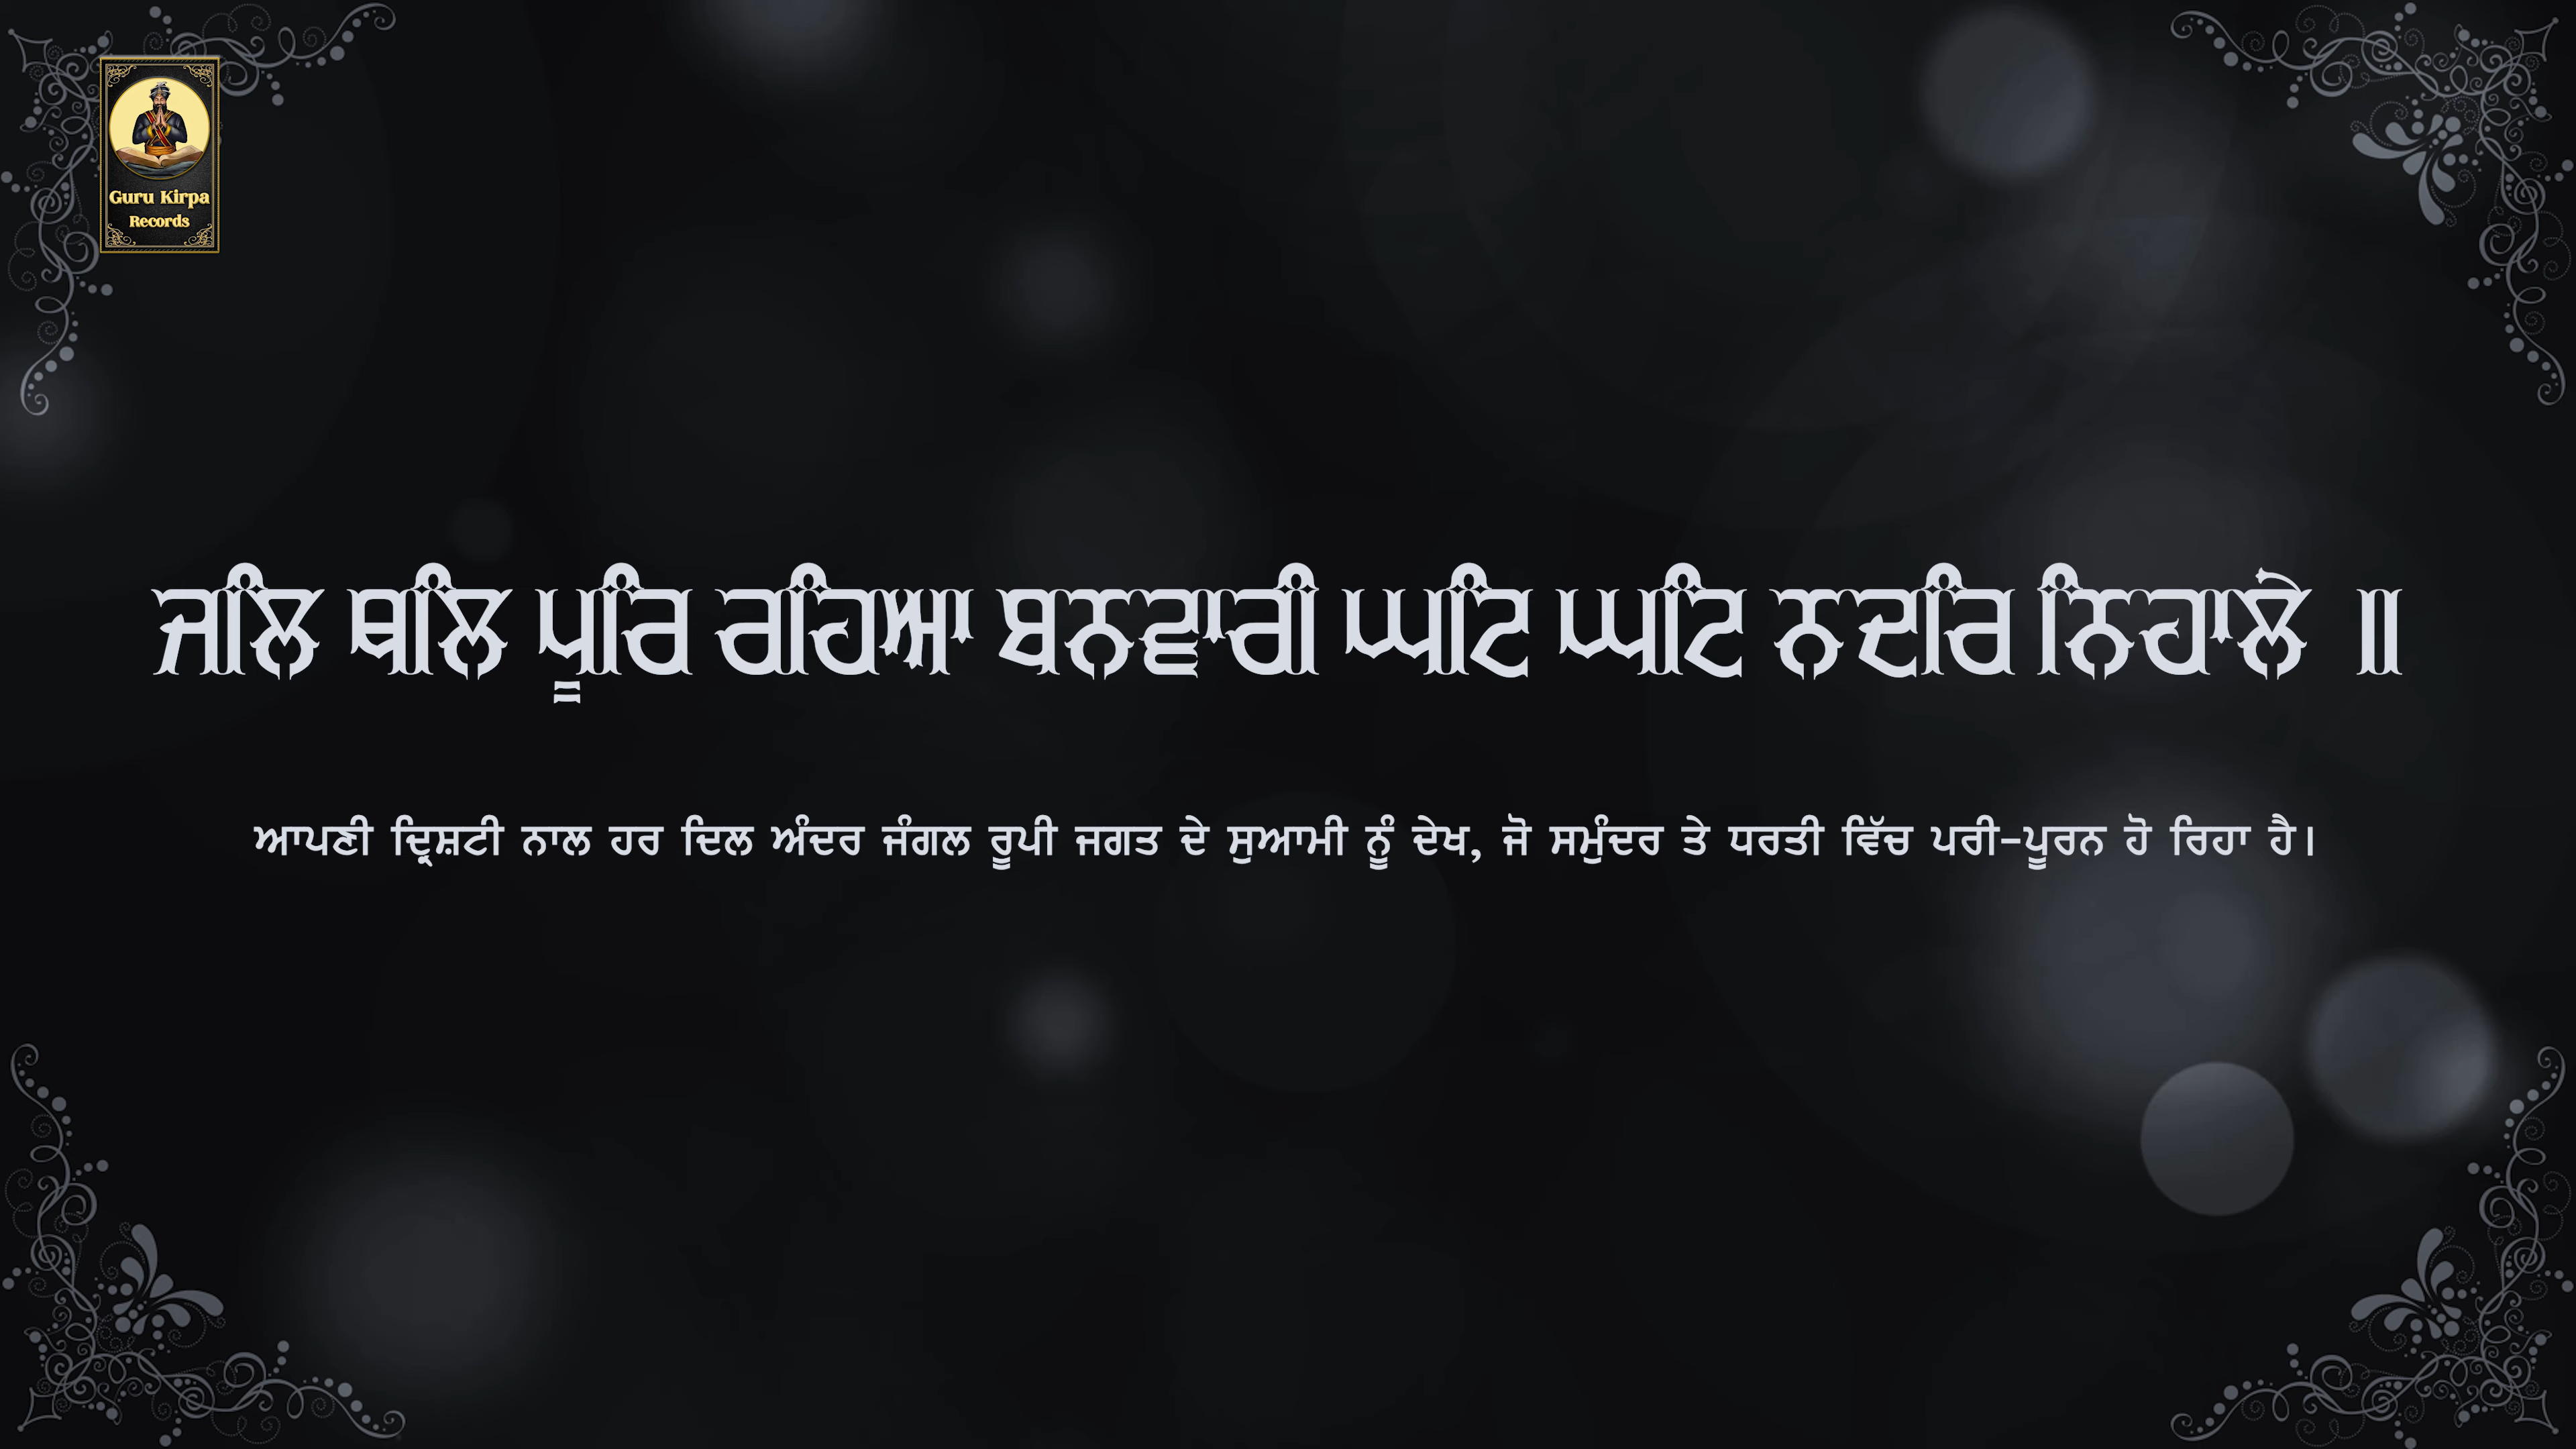 Guru Kirpa
Records
ਜਲਿ ਥਲਿ ਪੂਰਿ ਰਹਿਆ ਬਨਵਾਰੀ ਘਟਿ ਘਟਿ ਨਦਰਿ ਨਿਹਾਲੇ ॥
ਆਪਣੀ ਦ੍ਰਿਸ਼ਟੀ ਨਾਲ ਹਰ ਦਿਲ ਅੰਦਰ ਜੰਗਲ ਰੂਪੀ ਜਗਤ ਦੇ ਸੁਆਮੀ ਨੂੰ ਦੇਖ, ਜੋ ਸਮੁੰਦਰ ਤੇ ਧਰਤੀ ਵਿੱਚ ਪਰੀ-ਪੂਰਨ ਹੋ ਰਿਹਾ ਹੈ।